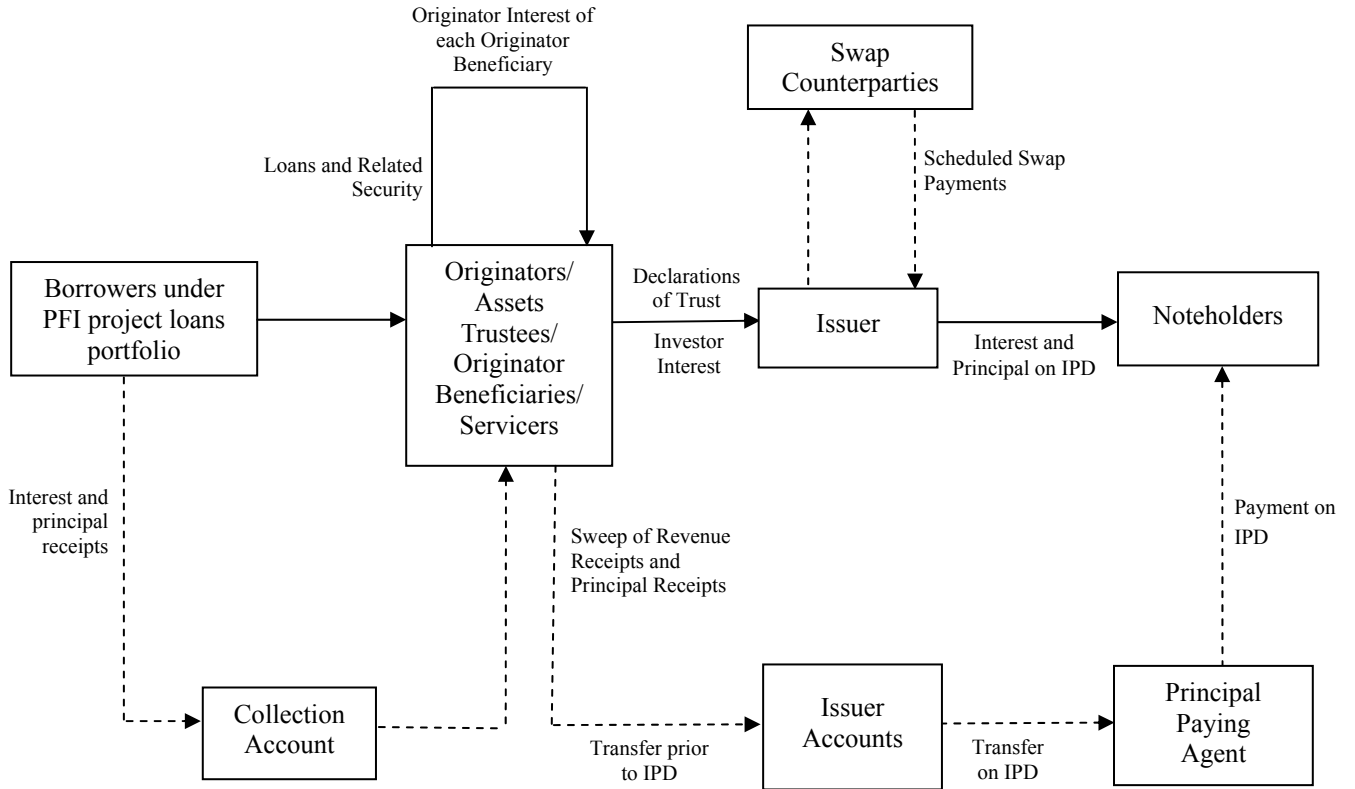 Originator Interest of
each Originator
Beneficiary
Swap
Counterparties
Loans and Related
Security
Scheduled Swap
Payments
Borrowers under
PFI project loans
portfolio
Originators/
Assets
Trustees/
Originator
Beneficiaries/
Servicers
Declarations
of Trust
Investor
Interest
Issuer
Interest and
Principal on IPD
Noteholders
Interest and
principal
receipts
Sweep of Revenue
Receipts and
Principal Receipts
Payment on
IPD
Collection
Account
Transfer prior
to IPD
Issuer
Accounts
Transfer
on IPD
Principal
Paying
Agent